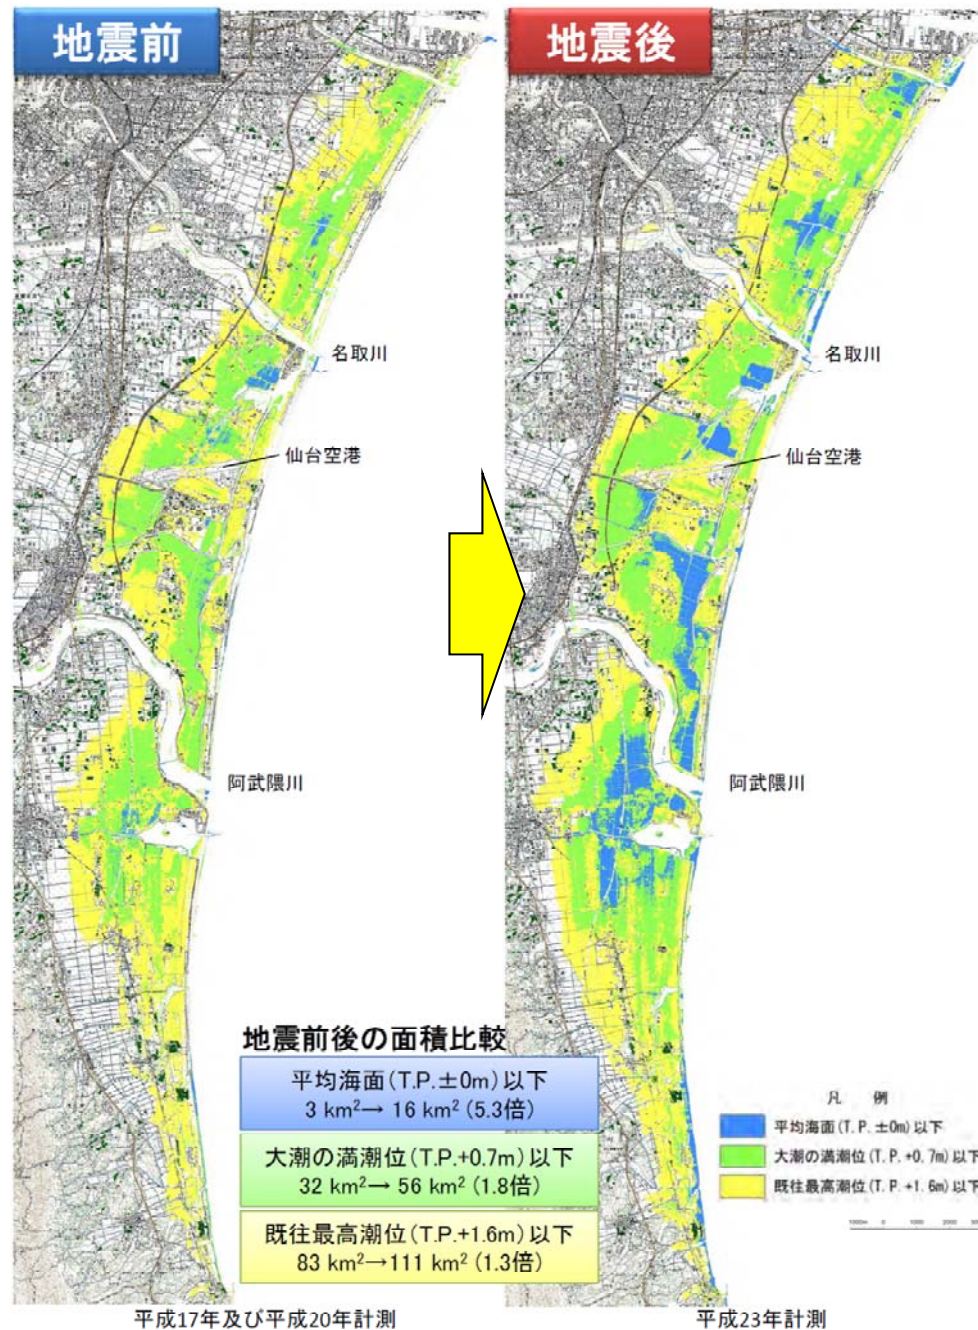 地震前
地震後
名取川
仙台空港
阿武隈川
名取川
仙台空港
阿武隈川
地震前後の面積比較
平均海面(T.P.±0m)以下
3 km²→ 16 km² (5.3倍)
大潮の満潮位(T.P.+0.7m)以下
32 km²→ 56 km² (1.8倍)
既往最高潮位(T.P.+1.6m)以下
83 km²→111 km² (1.3倍)
凡 例
平均海面(T.P.±0m)以下
大潮の満潮位(T.P.+0.7m)以下
既往最高潮位(T.P.+1.6m)以下
1000m 0 1000 2000
平成17年及び平成20年計測
平成23年計測